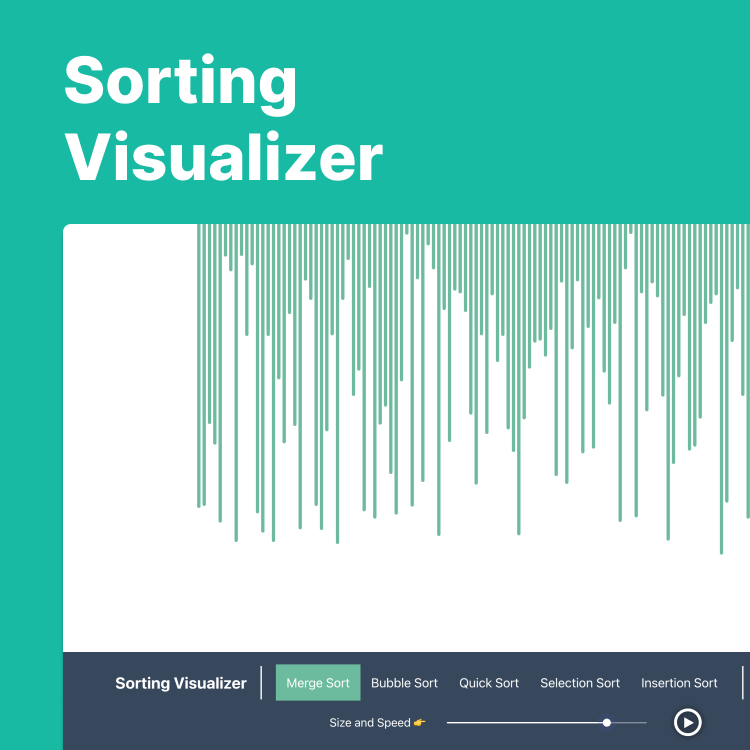 Sorting
Visualizer
Sorting Visualizer
Merge Sort
Bubble Sort
Quick Sort
Selection Sort
Insertion Sort
Size and Speed 👉